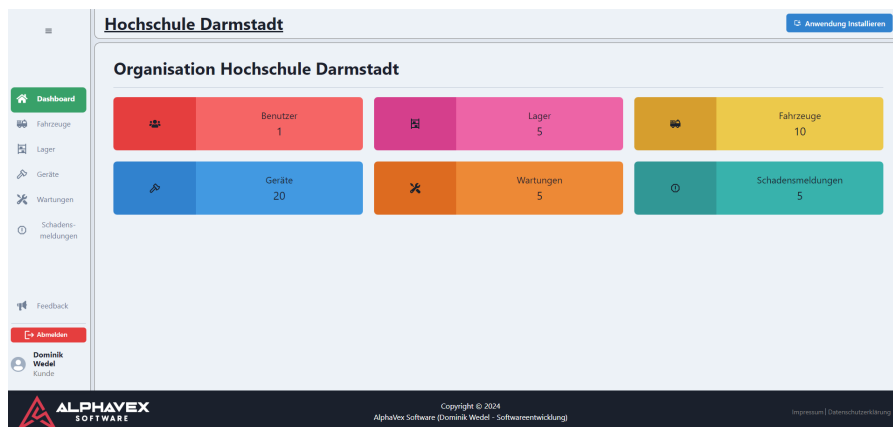 Hochschule Darmstadt
Anwendung Installieren
Organisation Hochschule Darmstadt
Dashboard
Fahrzeuge
Lager
Geräte
Wartungen
Schadens-
meldungen
Feedback
Abmelden
Dominik
Wedel
Kunde
Benutzer
1
Lager
5
Fahrzeuge
10
Geräte
20
Wartungen
5
Schadensmeldungen
5
ALPHAVEX
SOFTWARE
Copyright © 2024
AlphaVex Software (Dominik Wedel - Softwareentwicklung)
Impressum | Datenschutzerklärung